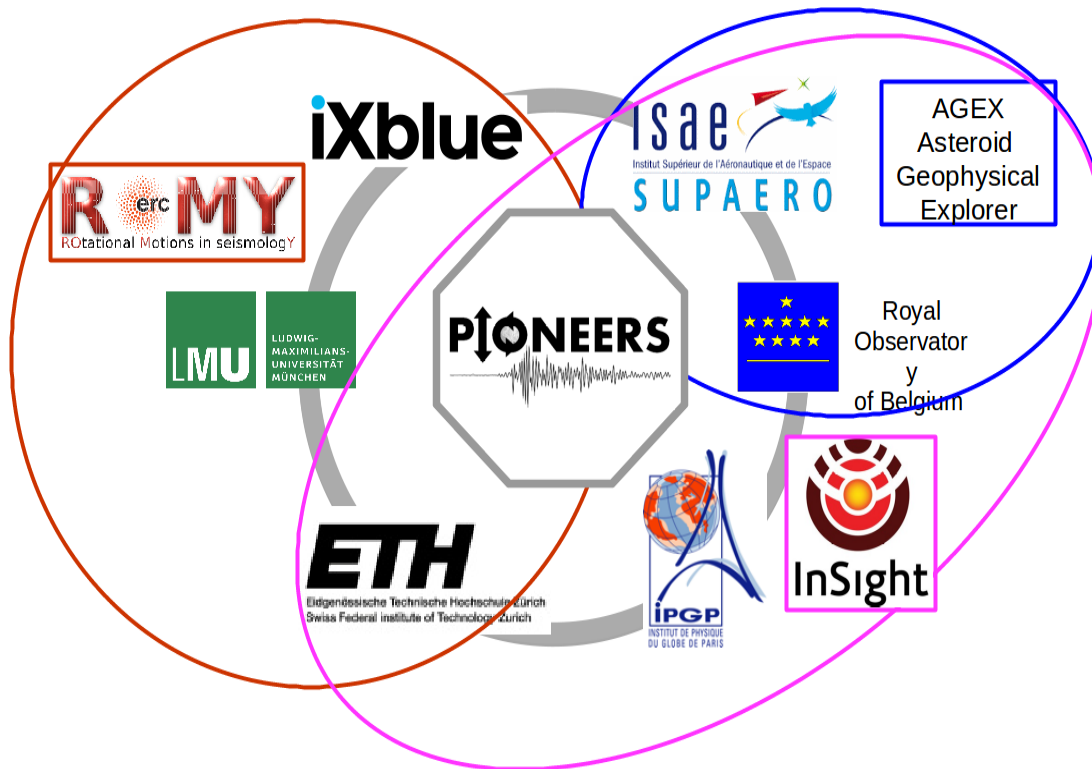 iXblue
isae
Institut Supérieur de l'Aéronautique et de l'Espace
SUPAERO
AGEX
Asteroid
Geophysical
Explorer
ROMY
erc
ROtational Motions in seismologY
LMU
LUDWIG-
MAXIMILIANS-
UNIVERSITÄT
MÜNCHEN
PIONEERS
Royal
Observator
y
of Belgium
ETH
Eidgenössische Technische Hochschule Zürich
Swiss Federal Institute of Technology Zurich
iPGP
INSTITUT DE PHYSIQUE
DU GLOBE DE PARIS
InSight